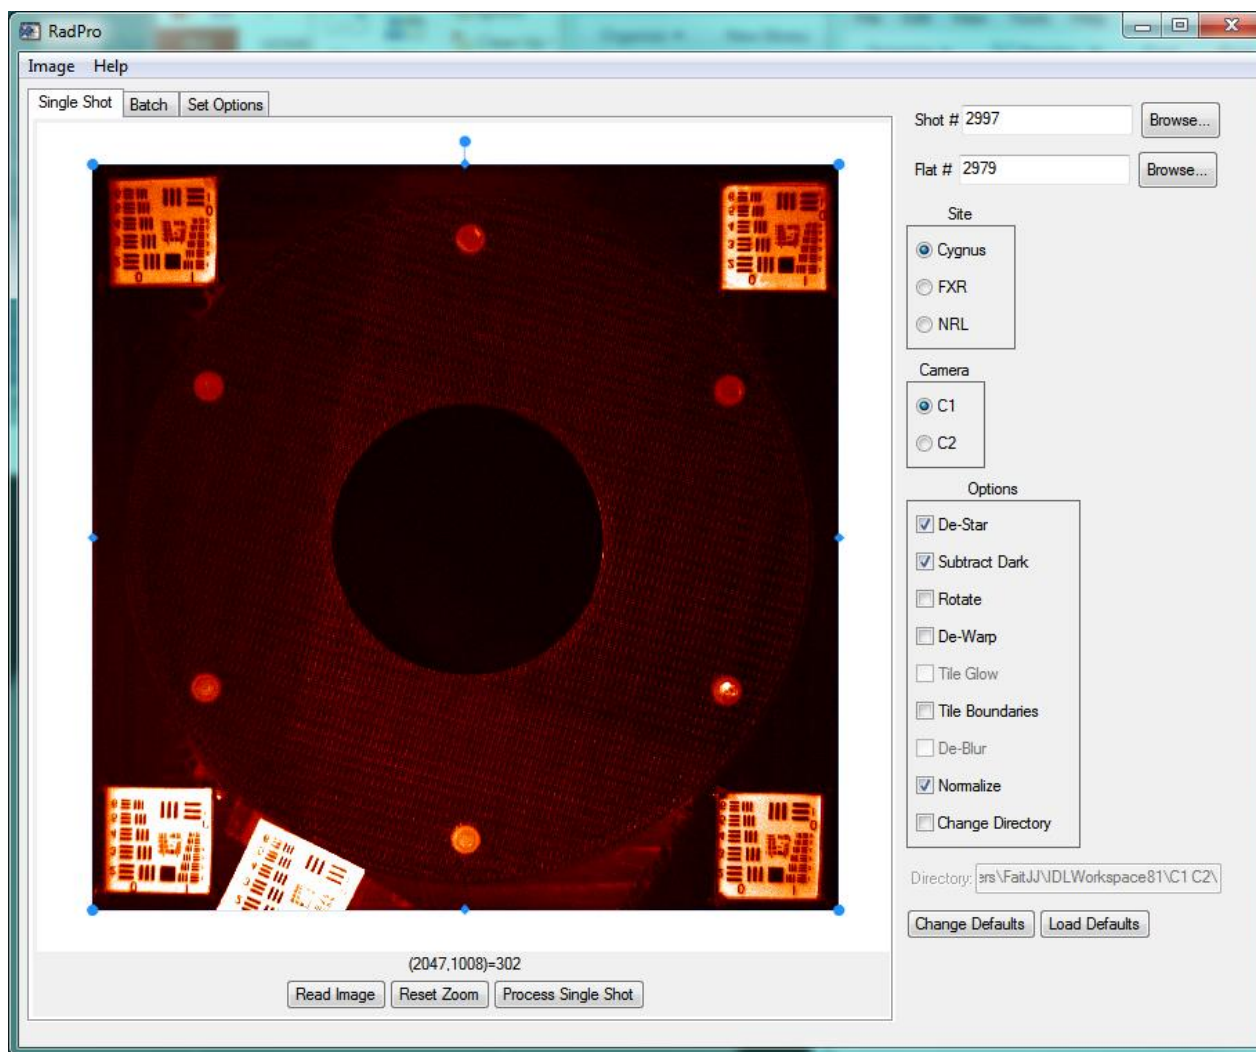 RadPro
Image Help
Single Shot Batch Set Options
Shot # 2997 Browse...
Flat # 2979 Browse...
Site
Cygnus
FXR
NRL
Camera
C1
C2
Options
De-Star
Subtract Dark
Rotate
De-Warp
Tile Glow
Tile Boundaries
De-Blur
Normalize
Change Directory
Directory: ers\FaitJJ\IDLWorkspace81\C1 C2\
Change Defaults Load Defaults
(2047,1008)=302
Read Image Reset Zoom Process Single Shot